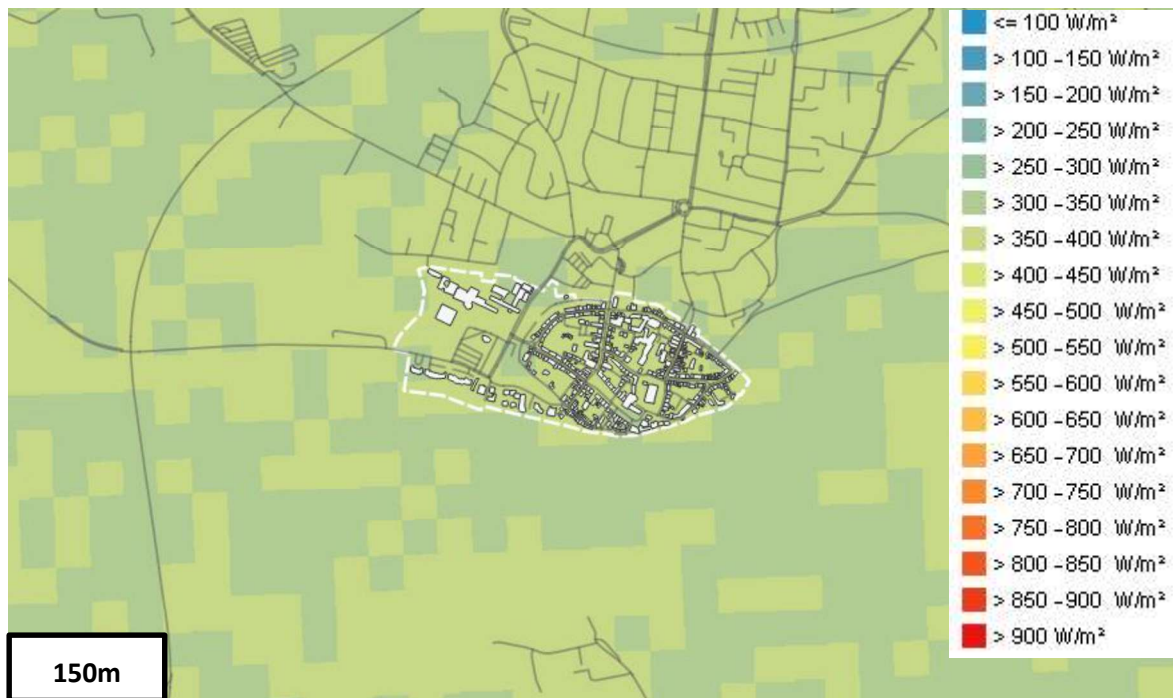 <= 100 W/m²
> 100 -150 W/m²
> 150 -200 W/m²
> 200 -250 W/m²
> 250 -300 W/m²
> 300 -350 W/m²
> 350 -400 W/m²
> 400 -450 W/m²
> 450 -500 W/m²
> 500 -550 W/m²
> 550 -600 W/m²
> 600 -650 W/m²
> 650 -700 W/m²
> 700 -750 W/m²
> 750 -800 W/m²
> 800 -850 W/m²
> 850 -900 W/m²
> 900 W/m²
150m